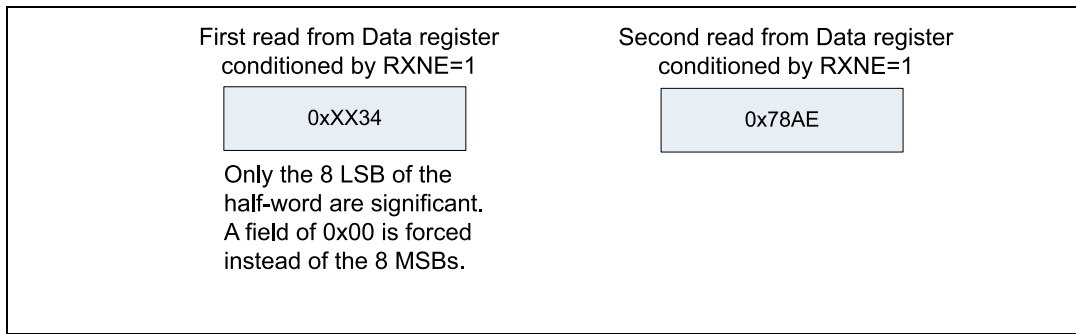 First read from Data register
conditioned by RXNE=1
0xXX34
Only the 8 LSB of the
half-word are significant.
A field of 0x00 is forced
instead of the 8 MSBs.
Second read from Data register
conditioned by RXNE=1
0x78AE